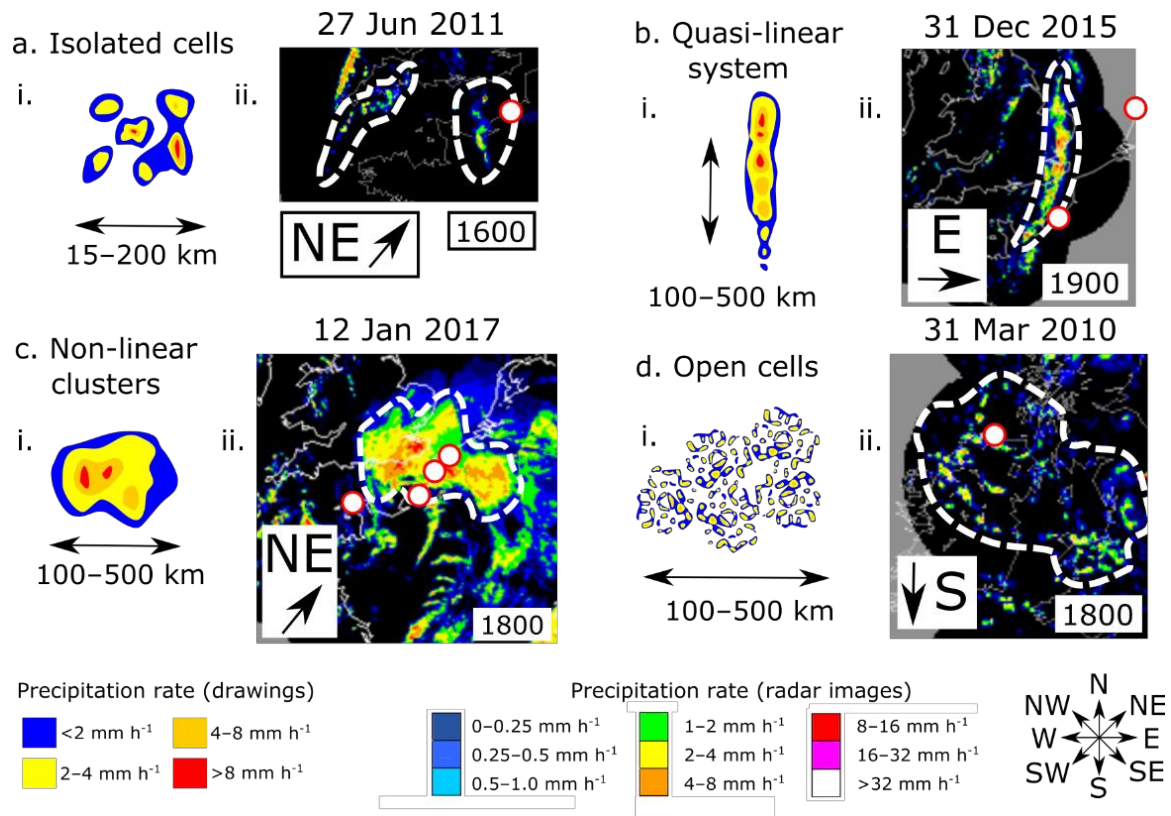 a. Isolated cells
27 Jun 2011
i.
ii.
15–200 km
NE
1600
b. Quasi-linear
system
31 Dec 2015
i.
ii.
100–500 km
E
1900
c. Non-linear
clusters
12 Jan 2017
i.
ii.
100–500 km
NE
1800
d. Open cells
31 Mar 2010
i.
ii.
100–500 km
S
1800
Precipitation rate (drawings)
<2 mm h⁻¹
4–8 mm h⁻¹
2–4 mm h⁻¹
>8 mm h⁻¹
Precipitation rate (radar images)
0–0.25 mm h⁻¹
0.25–0.5 mm h⁻¹
0.5–1.0 mm h⁻¹
1–2 mm h⁻¹
2–4 mm h⁻¹
4–8 mm h⁻¹
8–16 mm h⁻¹
16–32 mm h⁻¹
>32 mm h⁻¹
N
NW NE
W E
SW SE
S